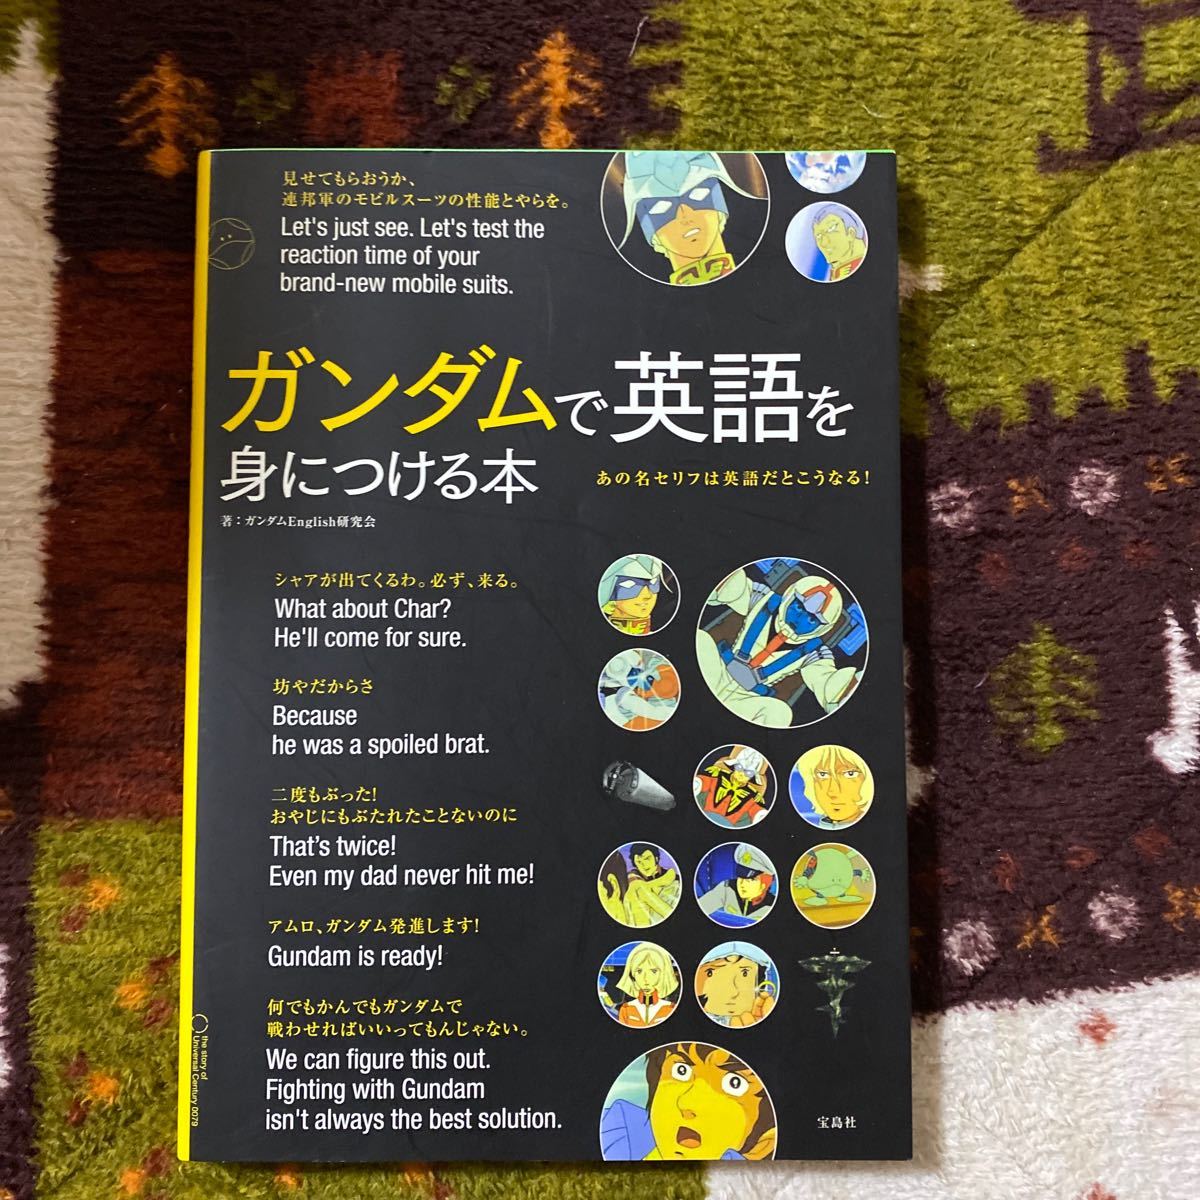 見せてもらおうか、
連邦軍のモビルスーツの性能とやらを。
Let's just see. Let's test the
reaction time of your
brand-new mobile suits.
ガンダムで英語を
身につける本
あの名セリフは英語だとこうなる!
著:ガンダムEnglish研究会
シャアが出てくるわ。必ず、来る。
What about Char?
He'll come for sure.
坊やだからさ
Because
he was a spoiled brat.
二度もぶった!
おやじにもぶたれたことないのに
That's twice!
Even my dad never hit me!
アムロ、ガンダム発進します!
Gundam is ready!
何でもかんでもガンダムで
戦わせればいいってもんじゃない。
We can figure this out.
Fighting with Gundam
isn't always the best solution.
the story of
Universal Century 0079
宝島社